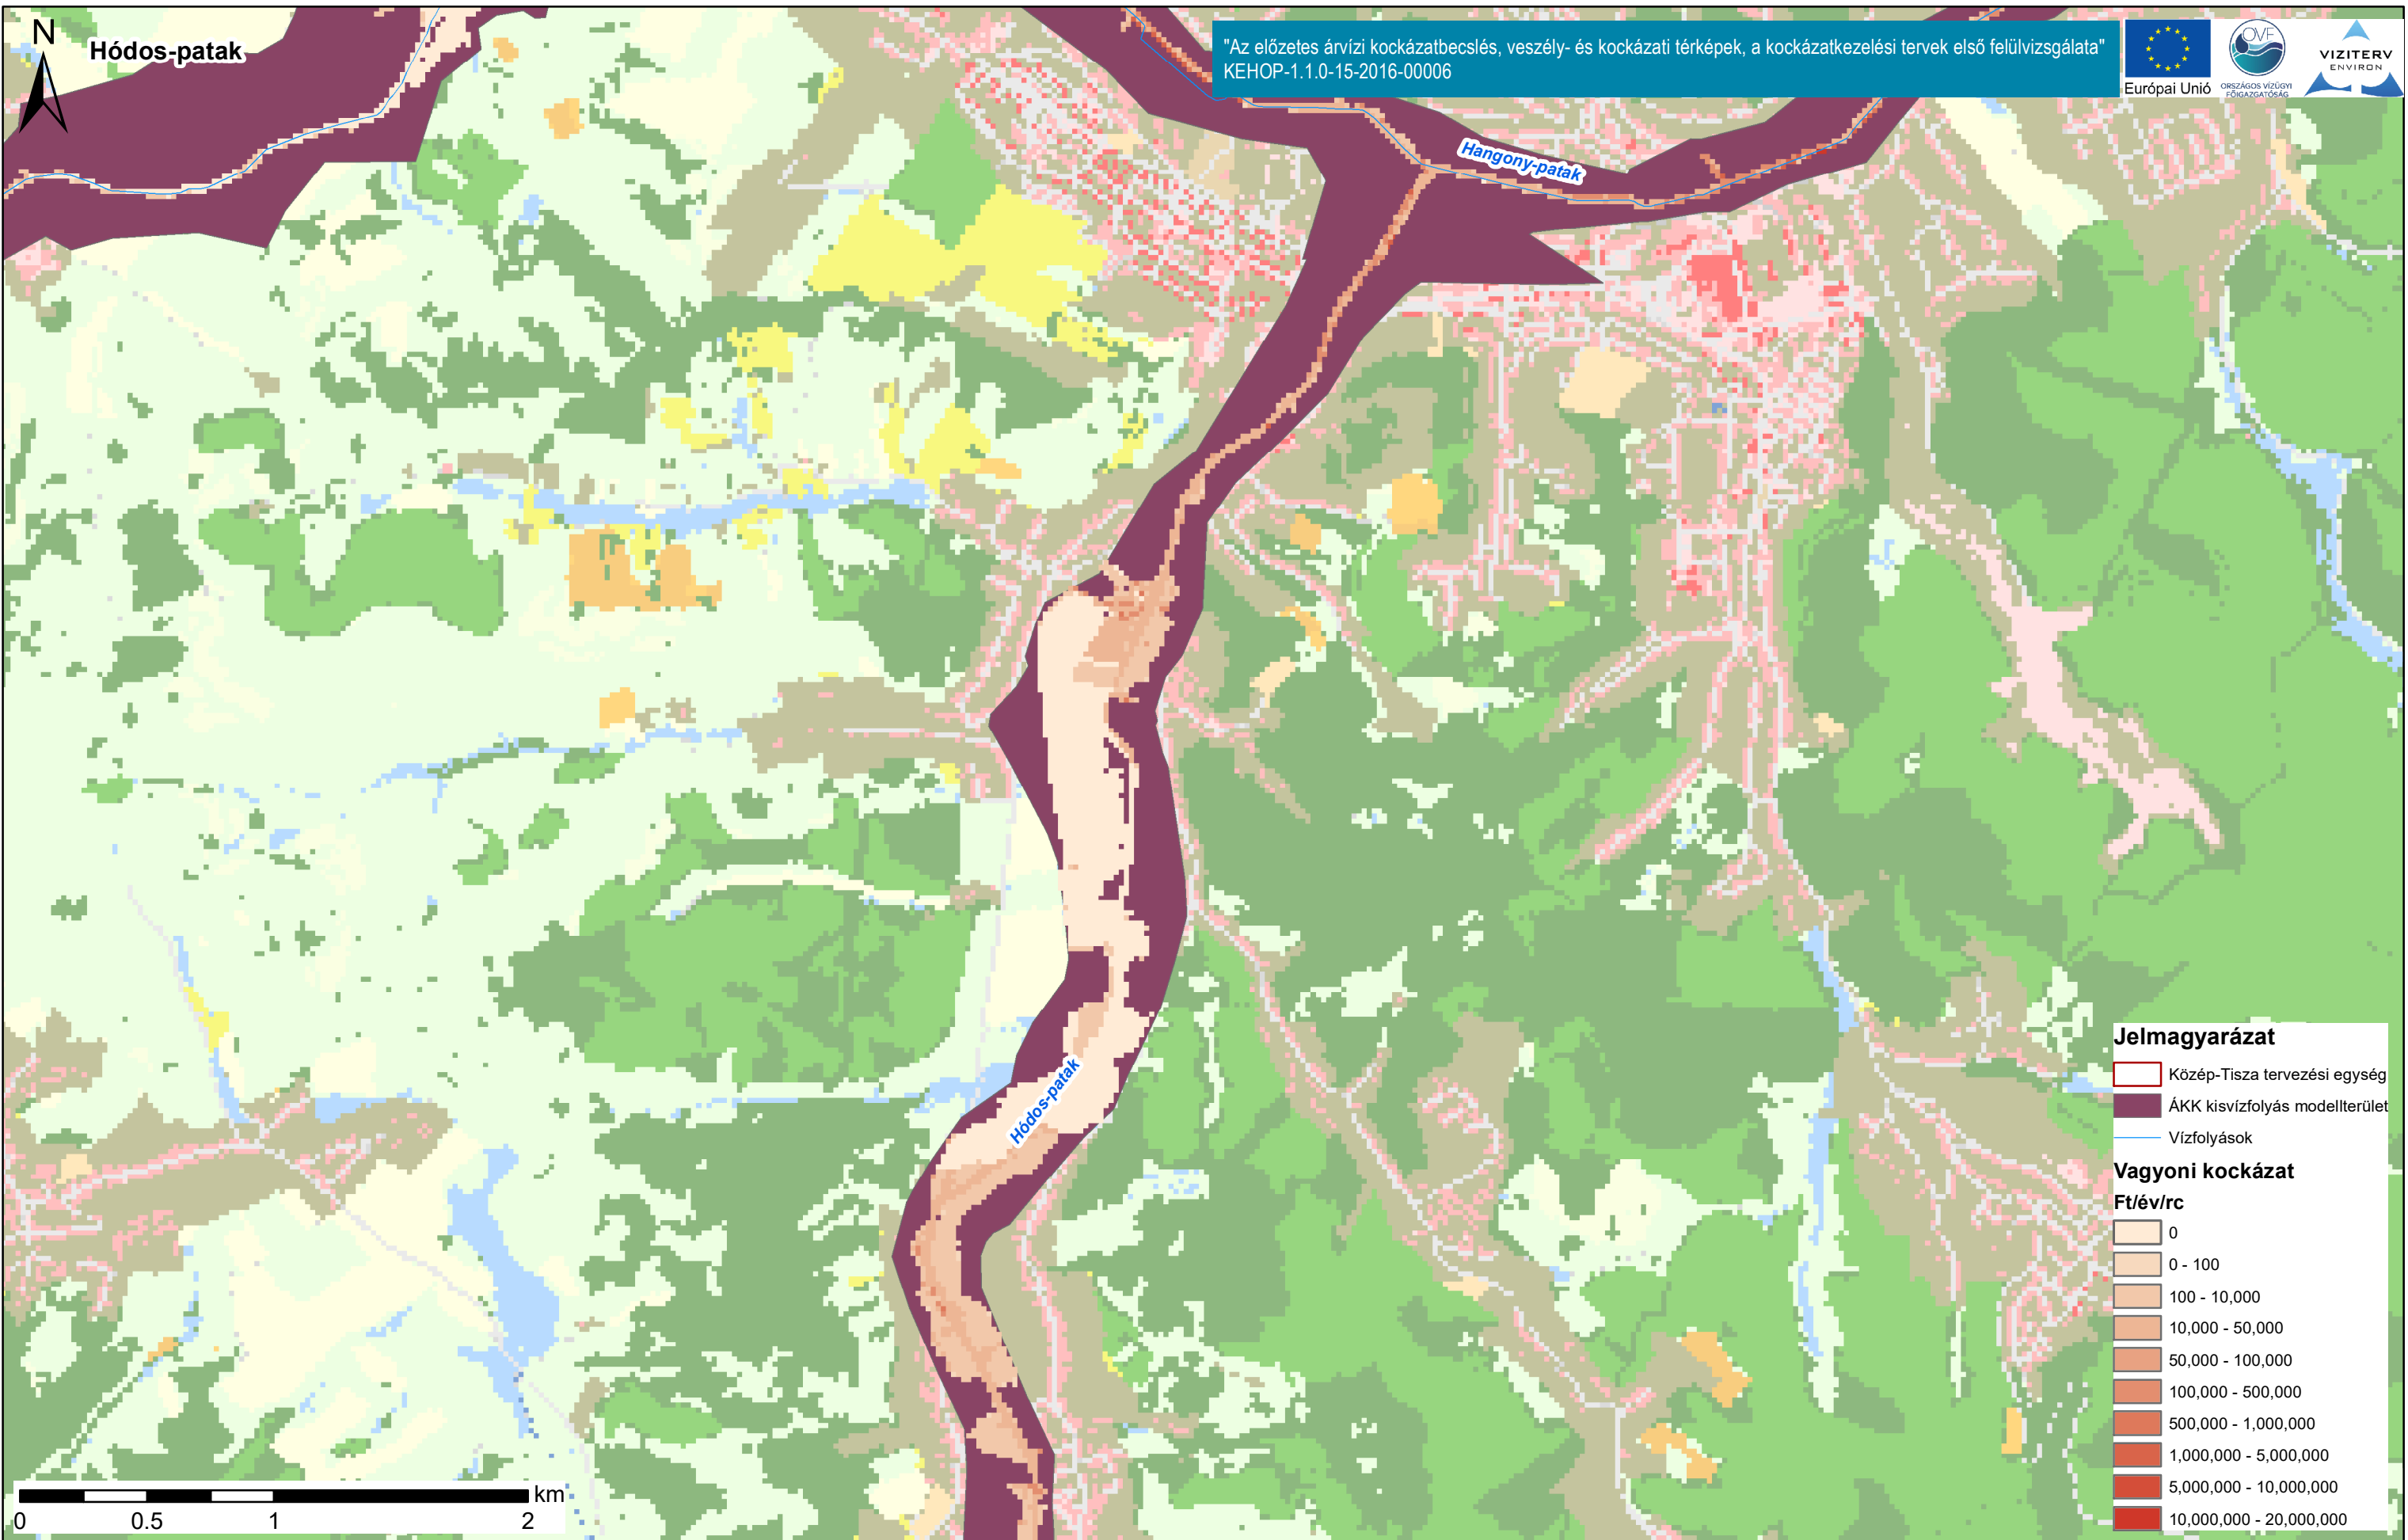 N
Hódos-patak
"Az előzetes árvízi kockázatbecslés, veszély- és kockázati térképek, a kockázatkezelési tervek első felülvizsgálata"
KEHOP-1.1.0-15-2016-00006
Európai Unió
OVF
ORSZÁGOS VÍZÜGYI
FŐIGAZGATÓSÁG
VIZITERV
ENVIRON
Hangony-patak
Hódos-patak
Jelmagyarázat
Közép-Tisza tervezési egység
ÁKK kisvízfolyás modellterület
Vízfolyások
Vagyoni kockázat
Ft/év/rc
0
0 - 100
100 - 10,000
10,000 - 50,000
50,000 - 100,000
100,000 - 500,000
500,000 - 1,000,000
1,000,000 - 5,000,000
5,000,000 - 10,000,000
10,000,000 - 20,000,000
km
0 0.5 1 2